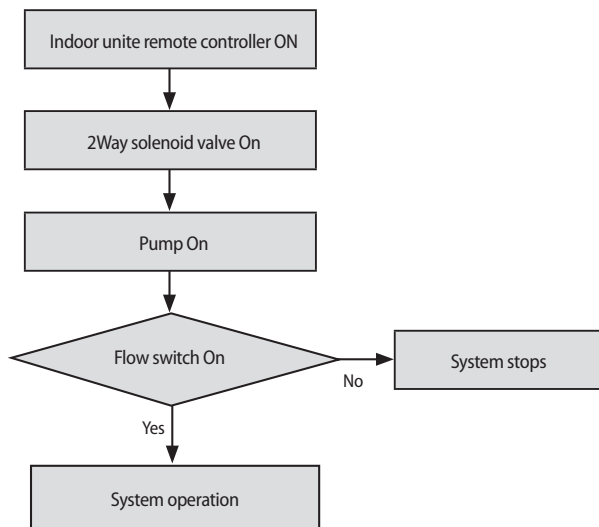 Indoor unite remote controller ON
2Way solenoid valve On
Pump On
Flow switch On
System stops
No
Yes
System operation